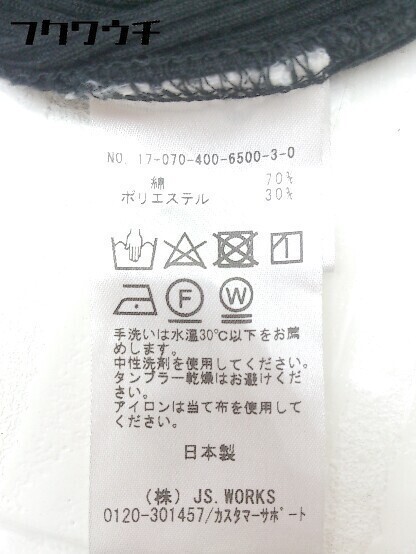 フクワウチ
NO. 17-070-400-6500-3-0
綿 70%
ポリエステル 30%
F W
手洗いは水温30℃以下をお薦
めします。
中性洗剤を使用してください。
タンブラー乾燥はお避けくだ
さい。
アイロンは当て布を使用して
ください。
日本製
(株) JS.WORKS
0120-301457/カスタマーサポート